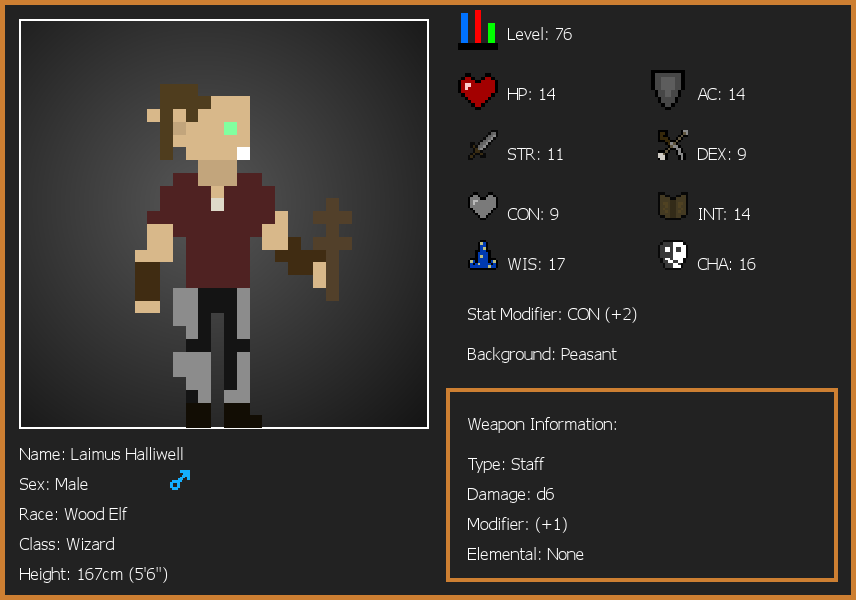 Level: 76
HP: 14
AC: 14
STR: 11
DEX: 9
CON: 9
INT: 14
WIS: 17
CHA: 16
Stat Modifier: CON (+2)
Background: Peasant
Weapon Information:
Type: Staff
Damage: d6
Modifier: (+1)
Elemental: None
Name: Laimus Halliwell
Sex: Male
Race: Wood Elf
Class: Wizard
Height: 167cm (5'6")